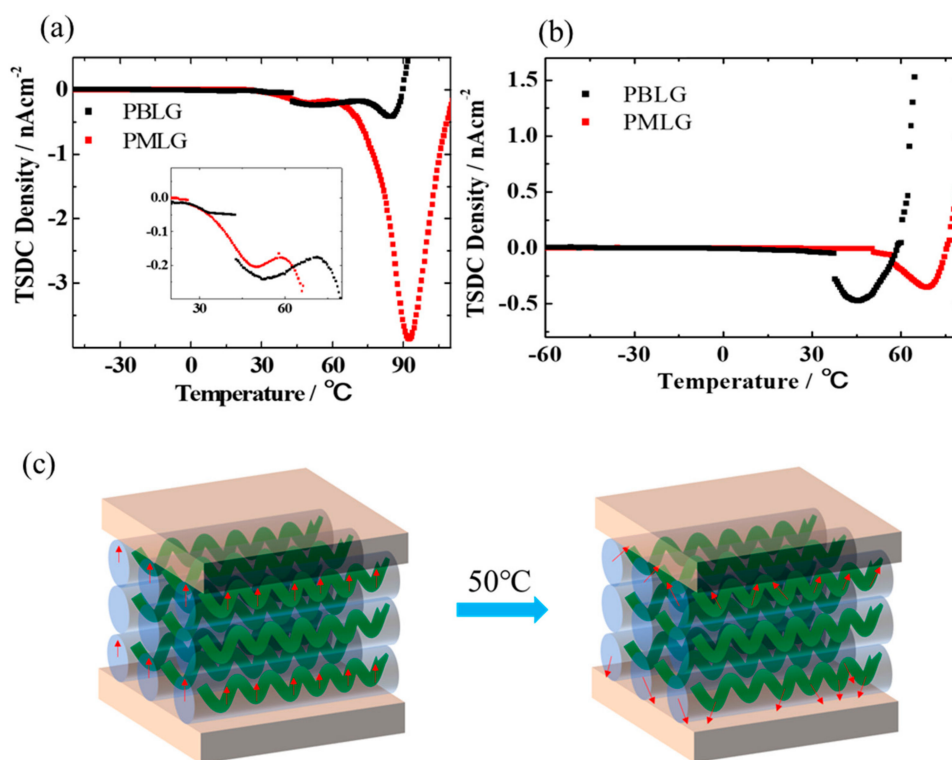 (a)
TSDC Density / nAcm-2
0
-1
-2
-3
PBLG
PMLG
0.0
-0.1
-0.2
30
60
-30
0
30
60
90
Temperature / °C
(b)
TSDC Density / nAcm-2
1.5
1.0
0.5
0.0
-0.5
PBLG
PMLG
-60
-30
0
30
60
Temperature / °C
(c)
50°C